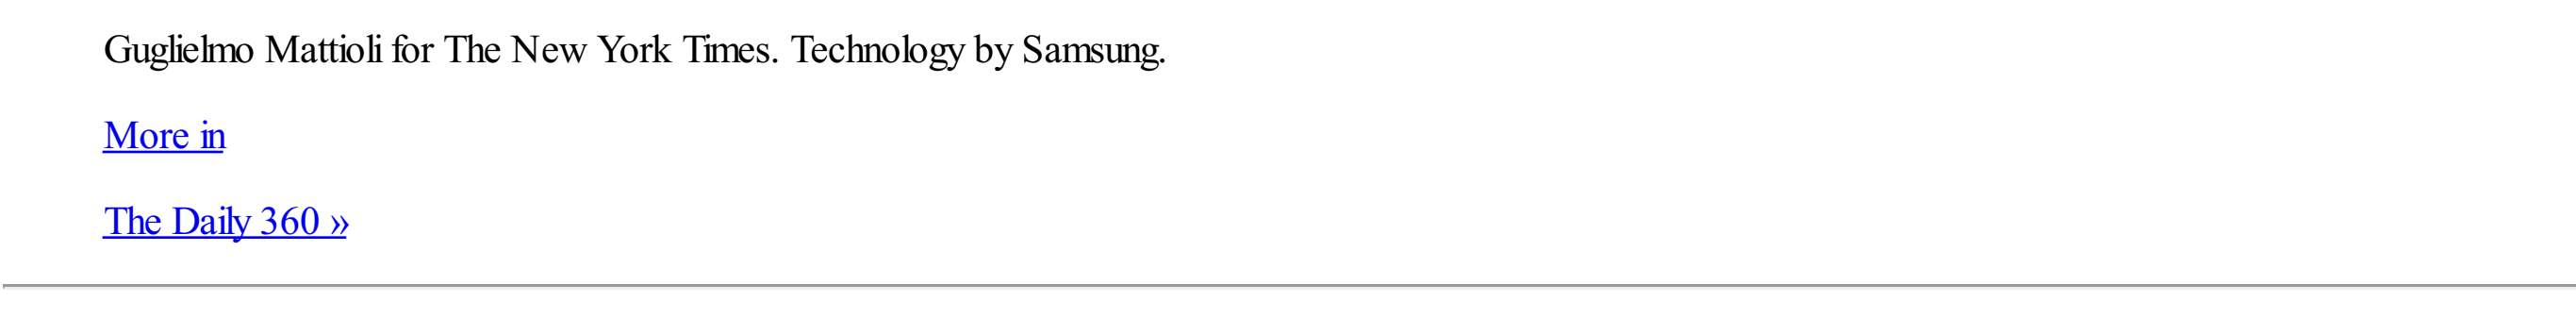 Guglielmo Mattioli for The New York Times. Technology by Samsung.
More in
The Daily 360 »